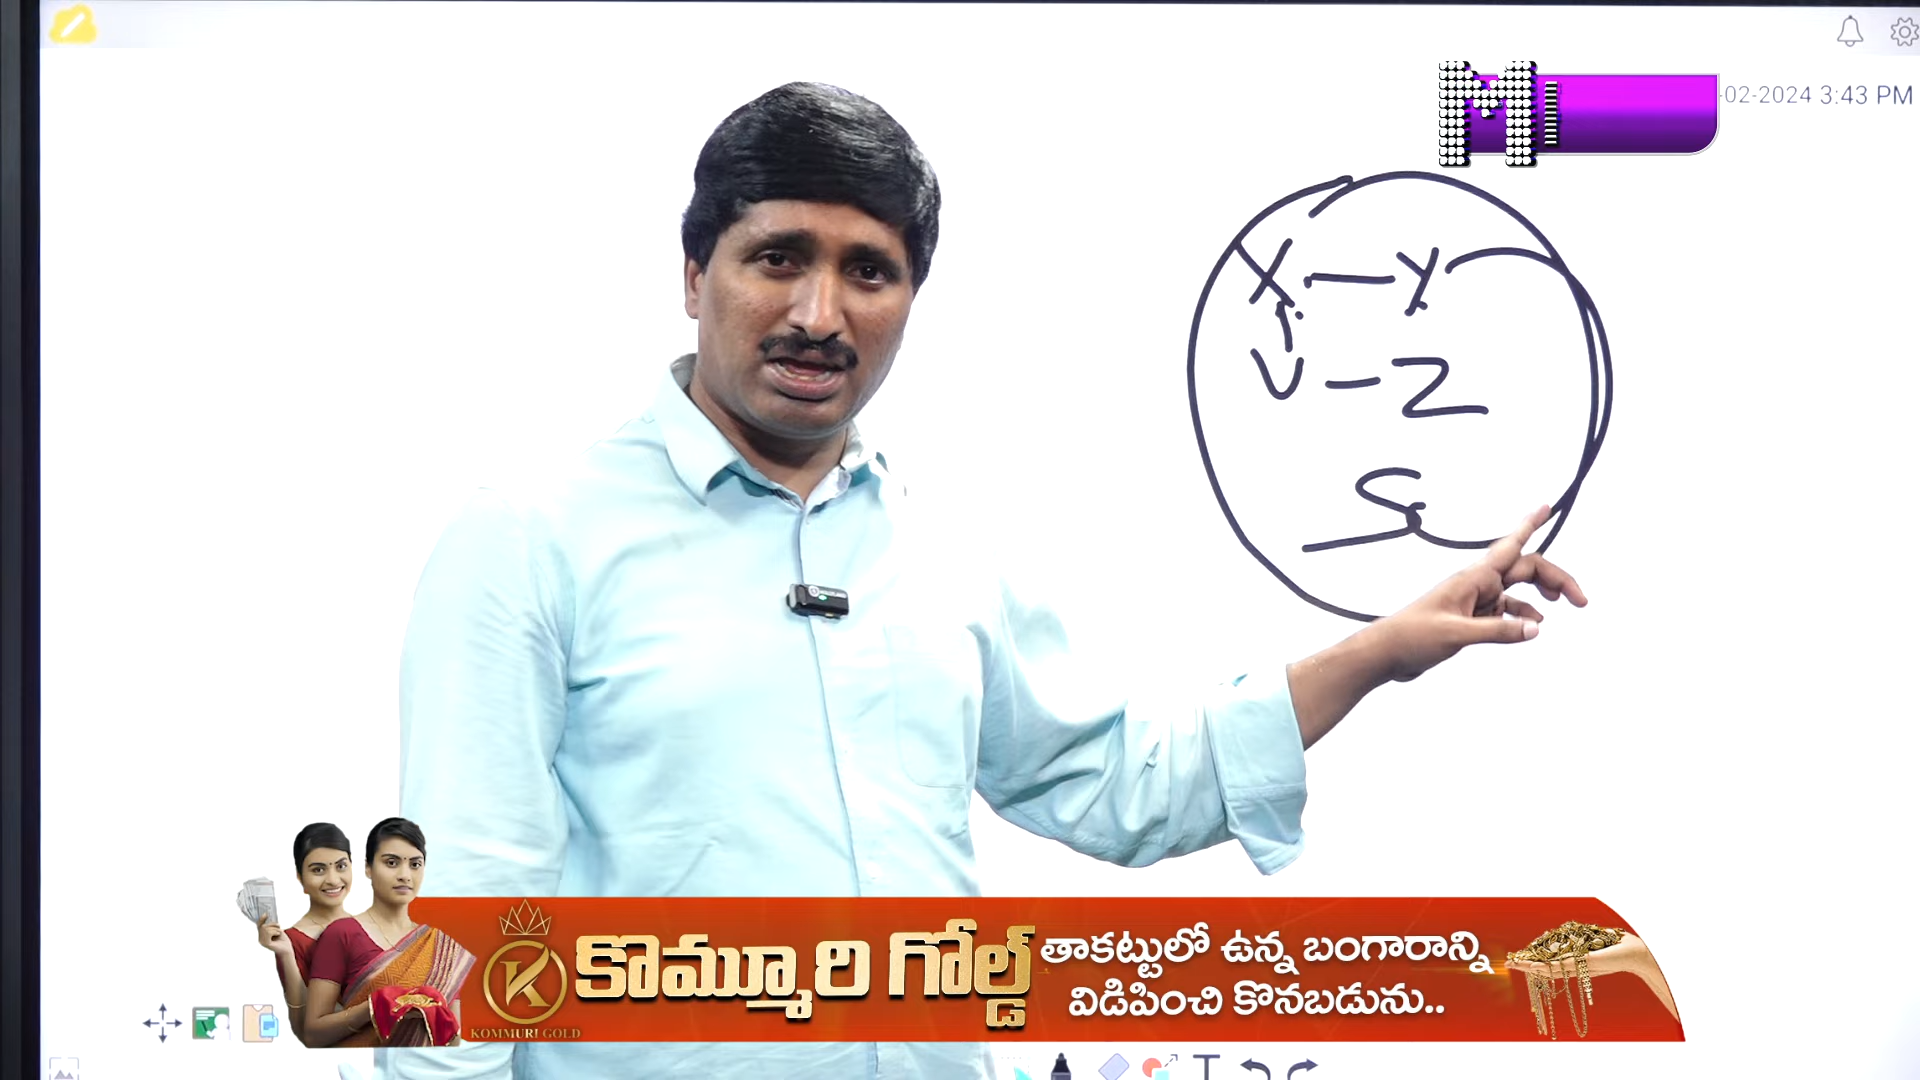 -02-2024 3:43 PM
M
X — Y
V — Z
S
కొమ్మూరి గోల్డ్
తాకట్టులో ఉన్న బంగారాన్ని
విడిపించి కొనబడును..
K
KOMMURI GOLD
T